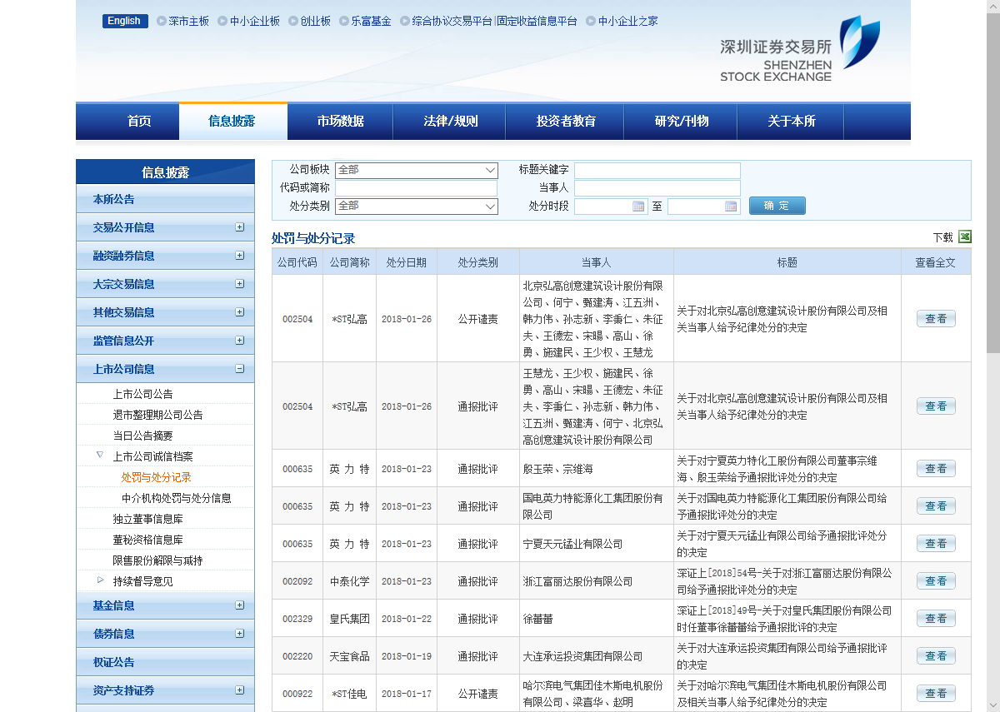 English 深市主板 中小企业板 创业板 乐富基金 综合协议交易平台|固定收益信息平台 中小企业之家
深圳证券交易所
SHENZHEN
STOCK EXCHANGE
首页 信息披露 市场数据 法律/规则 投资者教育 研究/刊物 关于本所
信息披露
本所公告
交易公开信息
融资融券信息
大宗交易信息
其他交易信息
监管信息公开
上市公司信息
上市公司公告
退市整理期公司公告
当日公告摘要
上市公司诚信档案
处罚与处分记录
中介机构处罚与处分信息
独立董事信息库
董秘资格信息库
限售股份解限与减持
持续督导意见
基金信息
债券信息
权证公告
资产支持证券
公司板块 全部 标题关键字
代码或简称 当事人
处分类别 全部 处分时段 至 确 定
处罚与处分记录 下载
公司代码 公司简称 处分日期 处分类别 当事人 标题 查看全文
002504 *ST弘高 2018-01-26 公开谴责
北京弘高创意建筑设计股份有限
公司、何宁、甄建涛、江五洲、
韩力伟、孙志新、李秉仁、朱征
夫、王德宏、宋暘、高山、徐
勇、施建民、王少权、王慧龙
关于对北京弘高创意建筑设计股份有限公司及相
关当事人给予纪律处分的决定
查看
002504 *ST弘高 2018-01-26 通报批评
王慧龙、王少权、施建民、徐
勇、高山、宋暘、王德宏、朱征
夫、李秉仁、孙志新、韩力伟、
江五洲、甄建涛、何宁、北京弘
高创意建筑设计股份有限公司
关于对北京弘高创意建筑设计股份有限公司及相
关当事人给予纪律处分的决定
查看
000635 英 力 特 2018-01-23 通报批评 殷玉荣、宗维海
关于对宁夏英力特化工股份有限公司董事宗维
海、殷玉荣给予通报批评处分的决定
查看
000635 英 力 特 2018-01-23 通报批评
国电英力特能源化工集团股份有
限公司
关于对国电英力特能源化工集团股份有限公司给
予通报批评处分的决定
查看
000635 英 力 特 2018-01-23 通报批评 宁夏天元锰业有限公司
关于对宁夏天元锰业有限公司给予通报批评处分
的决定
查看
002092 中泰化学 2018-01-23 通报批评 浙江富丽达股份有限公司
深证上[2018]54号-关于对浙江富丽达股份有限公
司给予通报批评处分的决定
查看
002329 皇氏集团 2018-01-22 通报批评 徐蕾蕾
深证上[2018]49号-关于对皇氏集团股份有限公司
时任董事徐蕾蕾给予通报批评的决定
查看
002220 天宝食品 2018-01-19 通报批评 大连承运投资集团有限公司
关于对大连承运投资集团有限公司给予通报批评
的决定
查看
000922 *ST佳电 2018-01-17 公开谴责
哈尔滨电气集团佳木斯电机股份
有限公司、梁喜华、赵明
关于对哈尔滨电气集团佳木斯电机股份有限公司
及相关当事人给予纪律处分的决定
查看